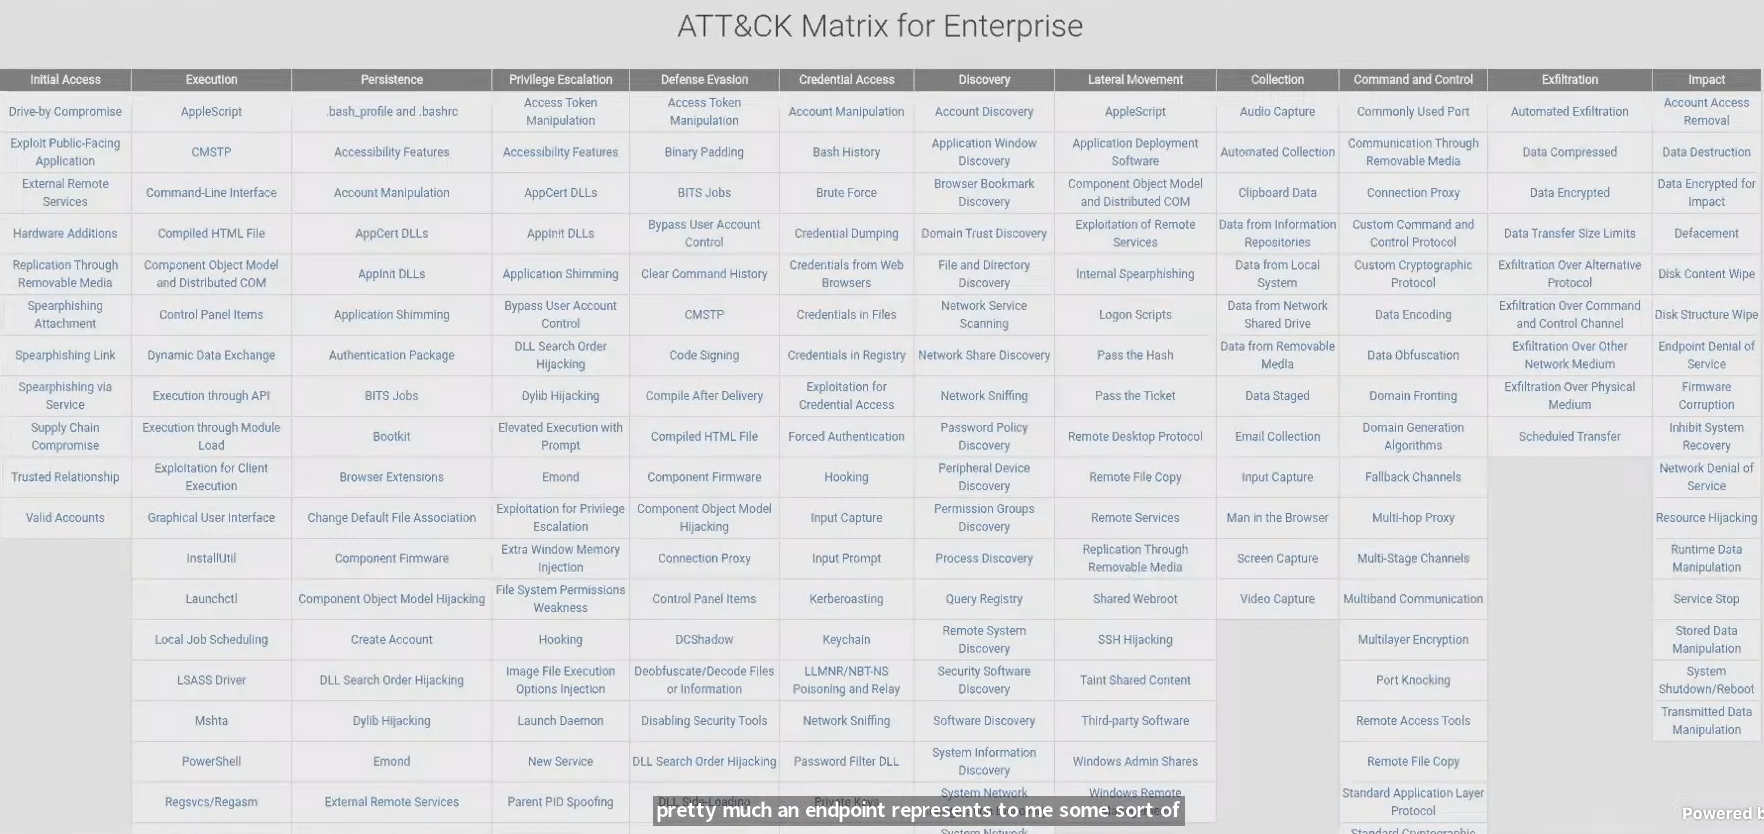 ATT&CK Matrix for Enterprise
Initial Access
Drive-by Compromise
Exploit Public-Facing
Application
External Remote
Services
Hardware Additions
Replication Through
Removable Media
Spearphishing
Attachment
Spearphishing Link
Spearphishing via
Service
Supply Chain
Compromise
Trusted Relationship
Valid Accounts
Execution
AppleScript
CMSTP
Command-Line Interface
Compiled HTML File
Component Object Model
and Distributed COM
Control Panel Items
Dynamic Data Exchange
Execution through API
Execution through Module
Load
Exploitation for Client
Execution
Graphical User Interface
InstallUtil
Launchctl
Local Job Scheduling
LSASS Driver
Mshta
PowerShell
Regsvcs/Regasm
Persistence
.bash_profile and .bashrc
Accessibility Features
Account Manipulation
AppCert DLLs
AppInit DLLs
Application Shimming
Authentication Package
BITS Jobs
Bootkit
Browser Extensions
Change Default File Association
Component Firmware
Component Object Model Hijacking
Create Account
DLL Search Order Hijacking
Dylib Hijacking
Emond
External Remote Services
Privilege Escalation
Access Token
Manipulation
Accessibility Features
AppCert DLLs
AppInit DLLs
Application Shimming
Bypass User Account
Control
DLL Search Order
Hijacking
Dylib Hijacking
Elevated Execution with
Prompt
Emond
Exploitation for Privilege
Escalation
Extra Window Memory
Injection
File System Permissions
Weakness
Hooking
Image File Execution
Options Injection
Launch Daemon
New Service
Parent PID Spoofing
Defense Evasion
Access Token
Manipulation
Binary Padding
BITS Jobs
Bypass User Account
Control
Clear Command History
CMSTP
Code Signing
Compile After Delivery
Compiled HTML File
Component Firmware
Component Object Model
Hijacking
Connection Proxy
Control Panel Items
DCShadow
Deobfuscate/Decode Files
or Information
Disabling Security Tools
DLL Search Order Hijacking
DLL Side-Loading
Credential Access
Account Manipulation
Bash History
Brute Force
Credential Dumping
Credentials from Web
Browsers
Credentials in Files
Credentials in Registry
Exploitation for
Credential Access
Forced Authentication
Hooking
Input Capture
Input Prompt
Kerberoasting
Keychain
LLMNR/NBT-NS
Poisoning and Relay
Network Sniffing
Password Filter DLL
Private Keys
Discovery
Account Discovery
Application Window
Discovery
Browser Bookmark
Discovery
Domain Trust Discovery
File and Directory
Discovery
Network Service
Scanning
Network Share Discovery
Network Sniffing
Password Policy
Discovery
Peripheral Device
Discovery
Permission Groups
Discovery
Process Discovery
Query Registry
Remote System
Discovery
Security Software
Discovery
Software Discovery
System Information
Discovery
System Network
System Network
Lateral Movement
AppleScript
Application Deployment
Software
Component Object Model
and Distributed COM
Exploitation of Remote
Services
Internal Spearphishing
Logon Scripts
Pass the Hash
Pass the Ticket
Remote Desktop Protocol
Remote File Copy
Remote Services
Replication Through
Removable Media
Shared Webroot
SSH Hijacking
Taint Shared Content
Third-party Software
Windows Admin Shares
Windows Remote
Collection
Audio Capture
Automated Collection
Clipboard Data
Data from Information
Repositories
Data from Local
System
Data from Network
Shared Drive
Data from Removable
Media
Data Staged
Email Collection
Input Capture
Man in the Browser
Screen Capture
Video Capture
Command and Control
Commonly Used Port
Communication Through
Removable Media
Connection Proxy
Custom Command and
Control Protocol
Custom Cryptographic
Protocol
Data Encoding
Data Obfuscation
Domain Fronting
Domain Generation
Algorithms
Fallback Channels
Multi-hop Proxy
Multi-Stage Channels
Multiband Communication
Multilayer Encryption
Port Knocking
Remote Access Tools
Remote File Copy
Standard Application Layer
Protocol
Standard Cryptographic
Exfiltration
Automated Exfiltration
Data Compressed
Data Encrypted
Data Transfer Size Limits
Exfiltration Over Alternative
Protocol
Exfiltration Over Command
and Control Channel
Exfiltration Over Other
Network Medium
Exfiltration Over Physical
Medium
Scheduled Transfer
Impact
Account Access
Removal
Data Destruction
Data Encrypted for
Impact
Defacement
Disk Content Wipe
Disk Structure Wipe
Endpoint Denial of
Service
Firmware
Corruption
Inhibit System
Recovery
Network Denial of
Service
Resource Hijacking
Runtime Data
Manipulation
Service Stop
Stored Data
Manipulation
System
Shutdown/Reboot
Transmitted Data
Manipulation
pretty much an endpoint represents to me some sort of
Powered